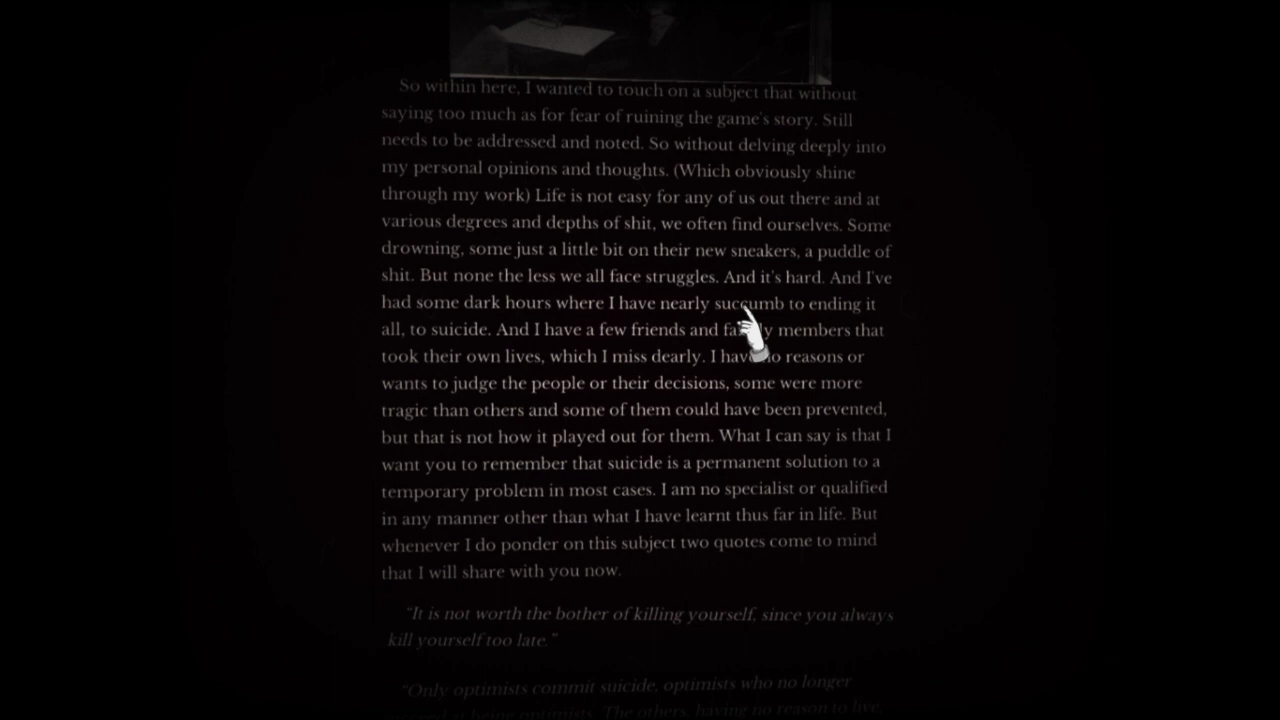 So within here, I wanted to touch on a subject that without
saying too much as for fear of ruining the game's story. Still
needs to be addressed and noted. So without delving deeply into
my personal opinions and thoughts. (Which obviously shine
through my work) Life is not easy for any of us out there and at
various degrees and depths of shit, we often find ourselves. Some
drowning, some just a little bit on their new sneakers, a puddle of
shit. But none the less we all face struggles. And it's hard. And I've
had some dark hours where I have nearly succumb to ending it
all, to suicide. And I have a few friends and family members that
took their own lives, which I miss dearly. I have no reasons or
wants to judge the people or their decisions, some were more
tragic than others and some of them could have been prevented,
but that is not how it played out for them. What I can say is that I
want you to remember that suicide is a permanent solution to a
temporary problem in most cases. I am no specialist or qualified
in any manner other than what I have learnt thus far in life. But
whenever I do ponder on this subject two quotes come to mind
that I will share with you now.
"It is not worth the bother of killing yourself, since you always
kill yourself too late."
"Only optimists commit suicide, optimists who no longer
being optimists. The others, having no reason to live,